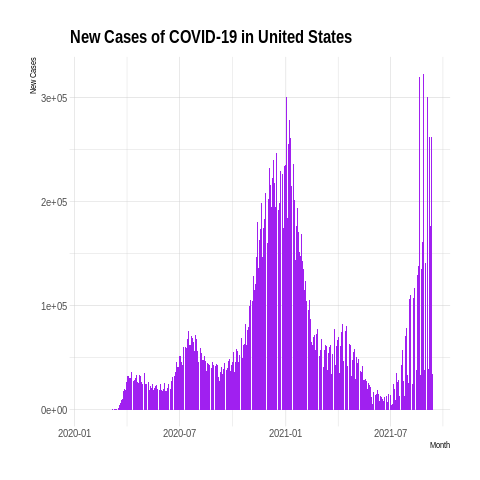 New Cases of COVID-19 in United States
New Cases
3e+05
2e+05
1e+05
0e+00
2020-01
2020-07
2021-01
2021-07
Month